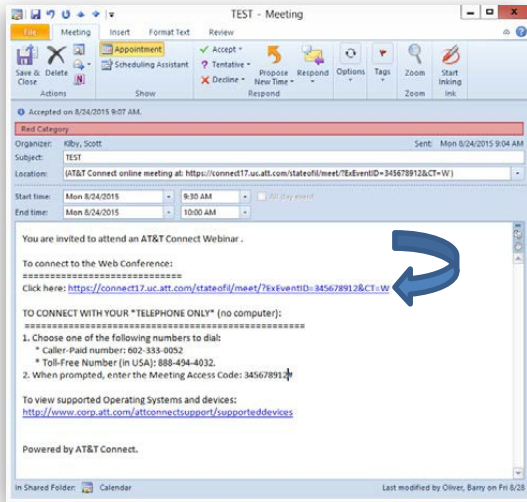 TEST - Meeting
File Meeting Insert Format Text Review
Save & Close
Delete
Actions
Appointment
Scheduling Assistant
Show
Accept
Tentative
Decline
Propose New Time
Respond
Respond
Options
Tags
Zoom
Zoom
Start Inking
Ink
Accepted on 8/24/2015 9:07 AM.
Red Category
Organizer: Kilby, Scott Sent: Mon 8/24/2015 9:04 AM
Subject: TEST
Location: (AT&T Connect online meeting at: https://connect17.uc.att.com/stateofil/meet/?ExEventID=345678912&CT=W )
Start time: Mon 8/24/2015 9:30 AM All day event
End time: Mon 8/24/2015 10:00 AM
You are invited to attend an AT&T Connect Webinar .
To connect to the Web Conference:
==============================
Click here: https://connect17.uc.att.com/stateofil/meet/?ExEventID=345678912&CT=W
TO CONNECT WITH YOUR *TELEPHONE ONLY* (no computer):
====================================================
1. Choose one of the following numbers to dial:
* Caller-Paid number: 602-333-0052
* Toll-Free Number (in USA): 888-494-4032.
2. When prompted, enter the Meeting Access Code: 345678912#
To view supported Operating Systems and devices:
http://www.corp.att.com/attconnectsupport/supporteddevices
Powered by AT&T Connect.
In Shared Folder: Calendar Last modified by Oliver, Barry on Fri 8/28